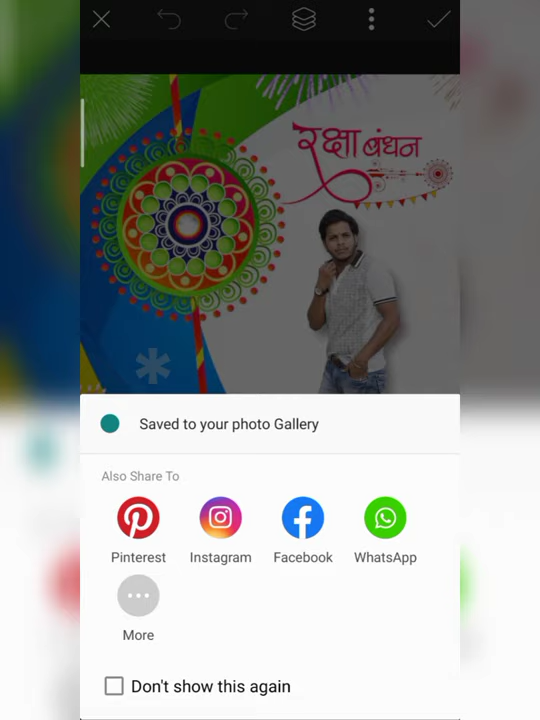 रक्षा बंधन
Saved to your photo Gallery
Also Share To
Pinterest
Instagram
Facebook
WhatsApp
More
Don't show this again